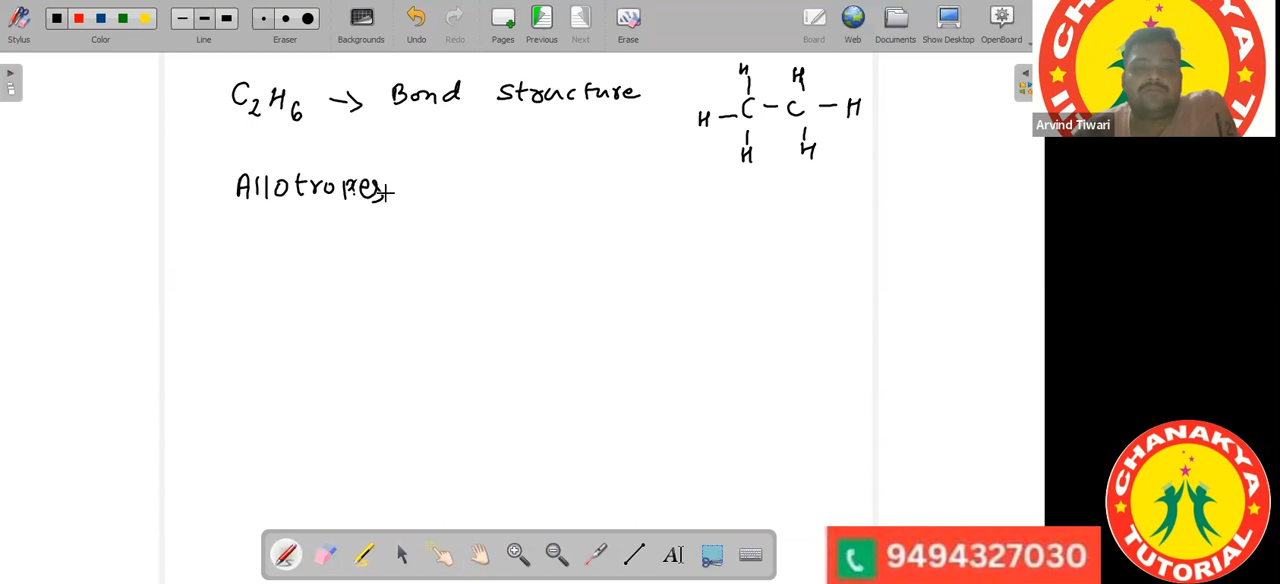 Stylus
Color
Line
Eraser
Backgrounds
Undo
Redo
Pages
Previous
Next
Erase
Board
Web
Documents
Show Desktop
OpenBoard
C2H6 → Bond Structure
H H
H - C - C - H
H H
Allotropes
Arvind Tiwari
CHANAKYA
TUTORIAL
9494327030